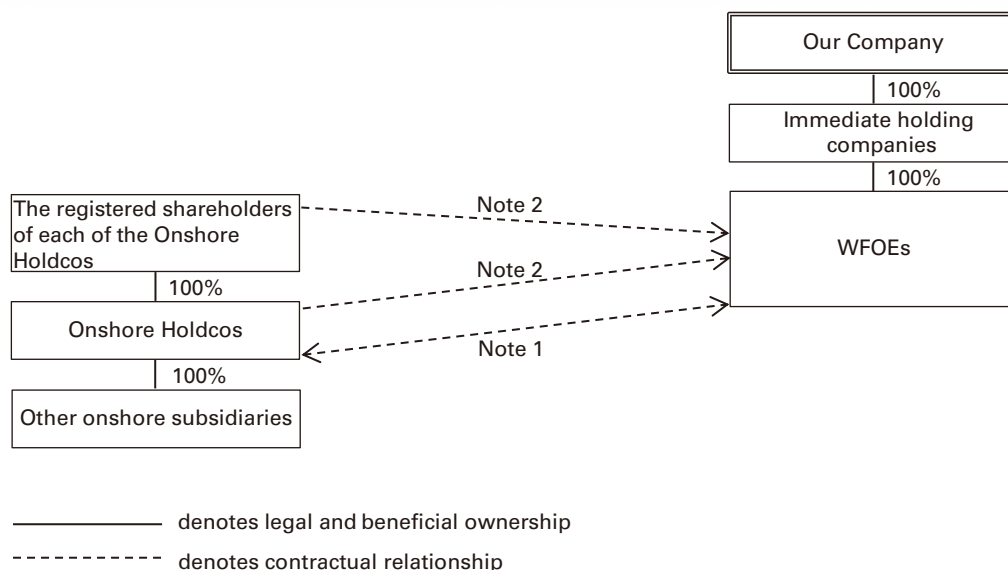 Our Company
100%
Immediate holding
companies
100%
WFOEs
The registered shareholders
of each of the Onshore
Holdcos
100%
Onshore Holdcos
100%
Other onshore subsidiaries
Note 2
Note 2
Note 1
denotes legal and beneficial ownership
denotes contractual relationship